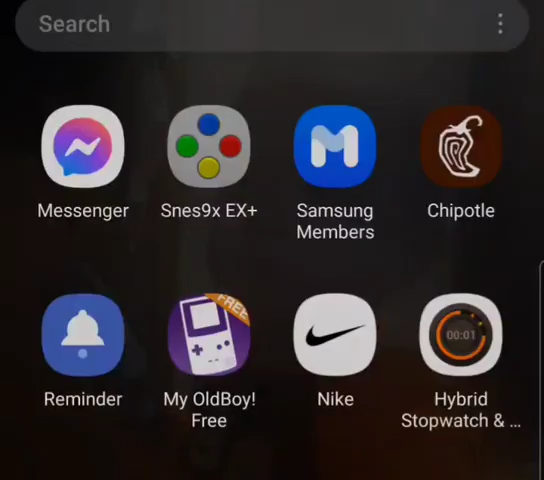 Search
Messenger
Snes9x EX+
Samsung
Members
Chipotle
FREE
00:01
Reminder
My OldBoy!
Free
Nike
Hybrid
Stopwatch & ...